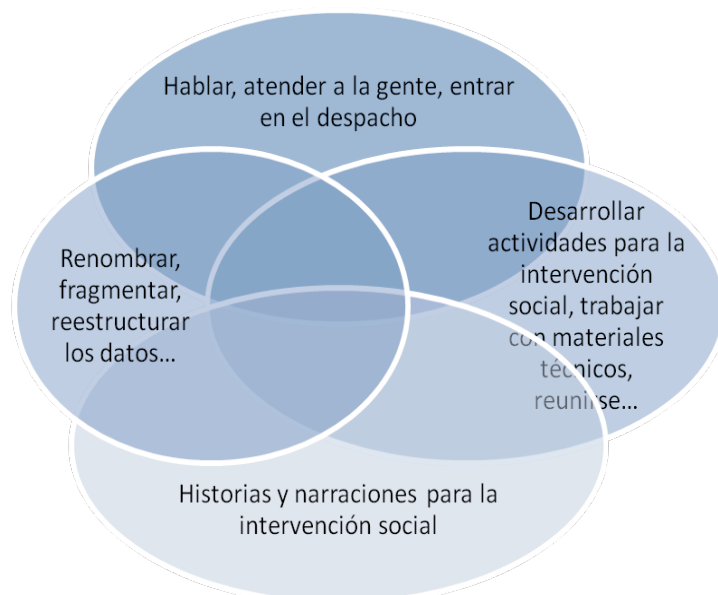 Hablar, atender a la gente, entrar
en el despacho
Renombrar,
fragmentar,
reestructurar
los datos...
Desarrollar
actividades para la
intervención
social, trabajar
con materiales
técnicos,
reunirse...
Historias y narraciones para la
intervención social